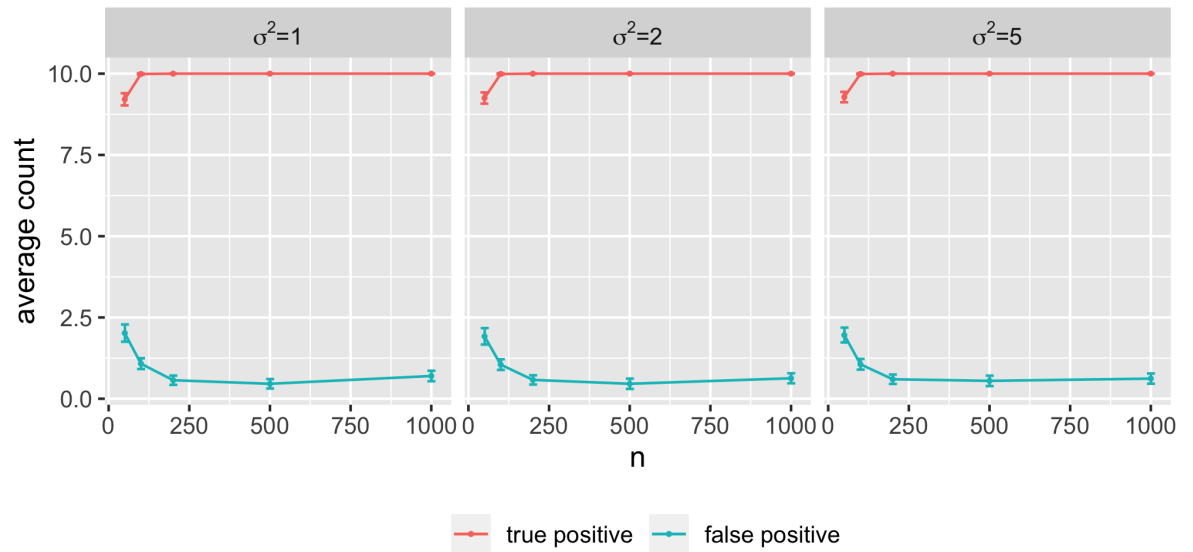 σ²=1 σ²=2 σ²=5
10.0
7.5
5.0
2.5
0.0
average count
0 250 500 750 1000 0 250 500 750 1000 0 250 500 750 1000
n
true positive false positive